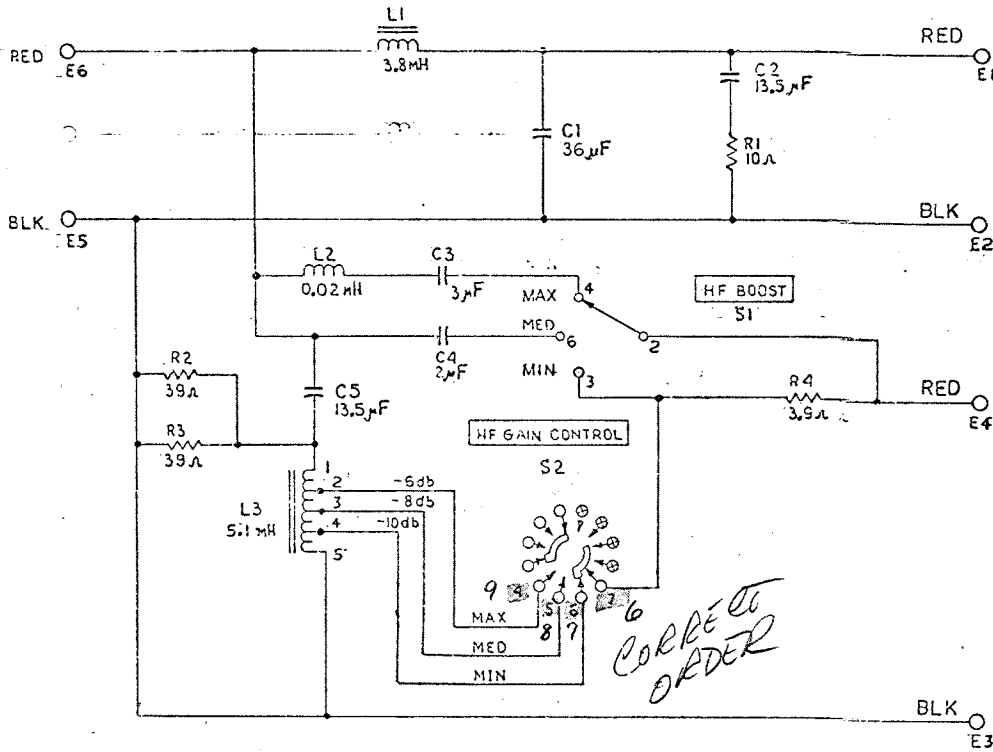 L1
RED
E6
3.8MH
RED
E1
C2
13.5µF
C1
36µF
R1
10Ω
BLK
E5
BLK
E2
L2
0.02MH
C3
3µF
4
MAX
HF BOOST
S1
MED
6
2
C4
2µF
MIN
3
R2
39Ω
C5
13.5µF
R4
3.9Ω
RED
E4
R3
39Ω
HF GAIN CONTROL
S2
1
2
-6db
3
-8db
L3
5.1MH
4
-10db
5
9 4
5 6 7
6
8 7
MAX
MED
MIN
CORRECT
ORDER
BLK
E3